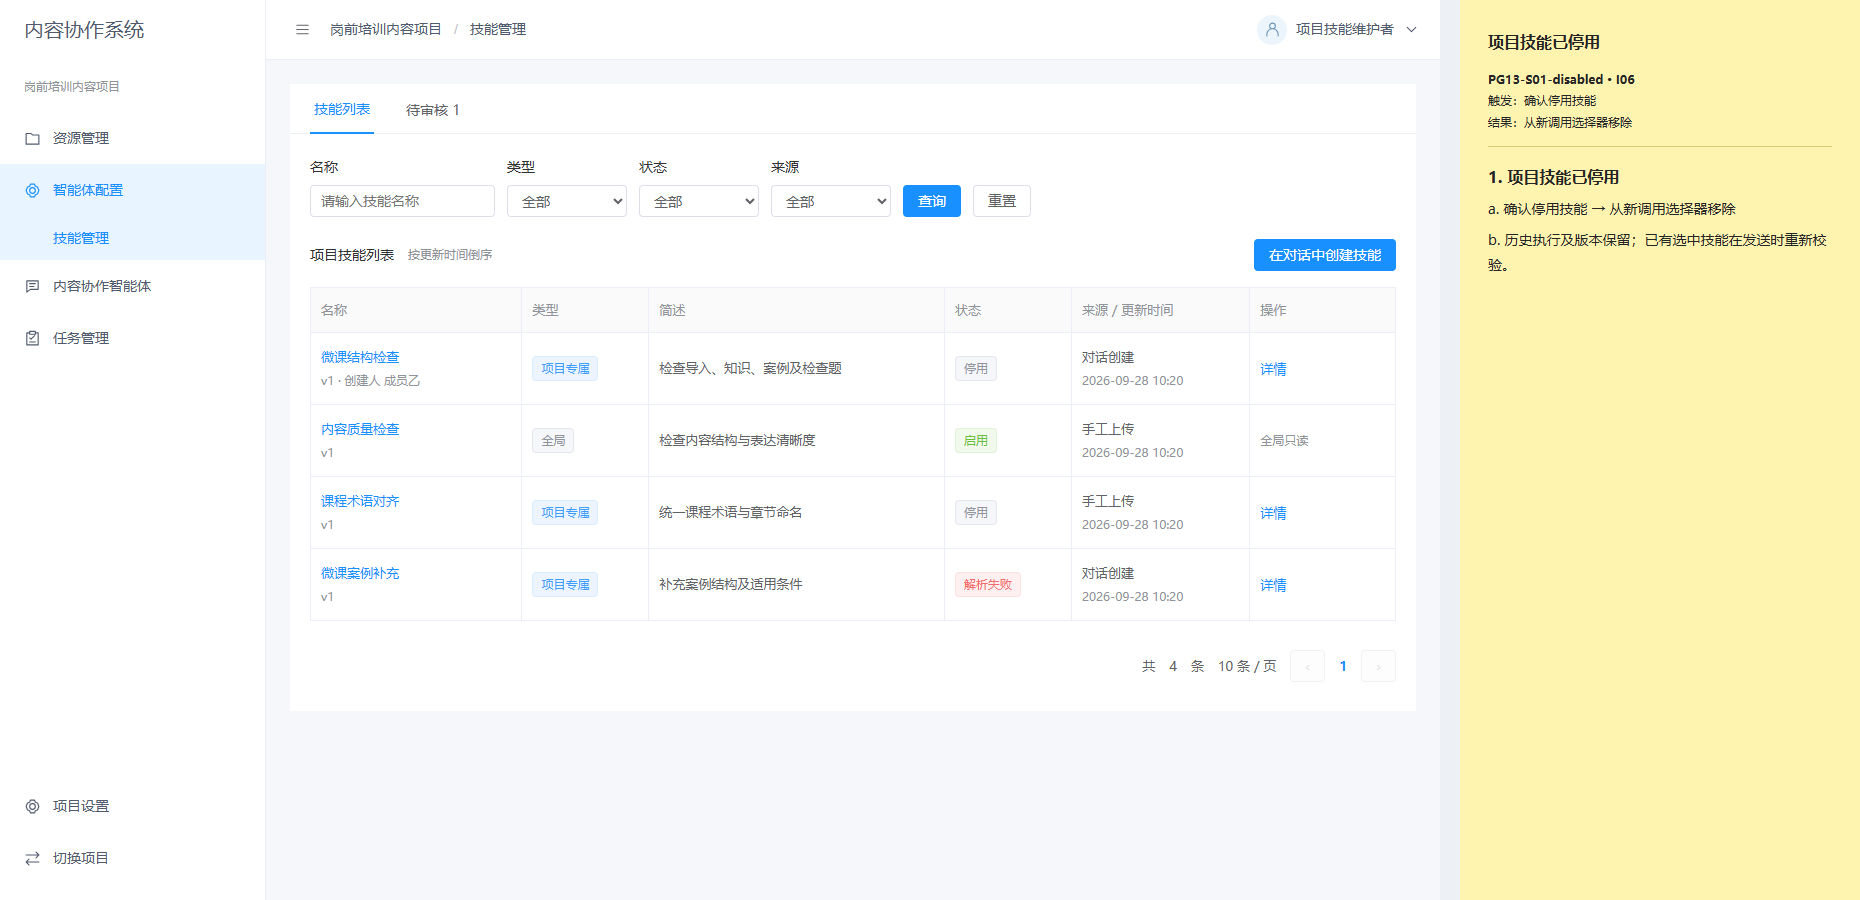 内容协作系统
岗前培训内容项目
资源管理
智能体配置
技能管理
内容协作智能体
任务管理
项目设置
切换项目
岗前培训内容项目 / 技能管理
项目技能维护者
技能列表 待审核 1
名称 类型 状态 来源
请输入技能名称 全部 全部 全部 查询 重置
项目技能列表 按更新时间倒序 在对话中创建技能
名称 类型 简述 状态 来源 / 更新时间 操作
微课结构检查
v1 · 创建人 成员乙
项目专属
检查导入、知识、案例及检查题
停用
对话创建
2026-09-28 10:20
详情
内容质量检查
v1
全局
检查内容结构与表达清晰度
启用
手工上传
2026-09-28 10:20
全局只读
课程术语对齐
v1
项目专属
统一课程术语与章节命名
停用
手工上传
2026-09-28 10:20
详情
微课案例补充
v1
项目专属
补充案例结构及适用条件
解析失败
对话创建
2026-09-28 10:20
详情
共 4 条 10 条 / 页 ‹ 1 ›
项目技能已停用
PG13-S01-disabled · I06
触发：确认停用技能
结果：从新调用选择器移除
1. 项目技能已停用
a. 确认停用技能 → 从新调用选择器移除
b. 历史执行及版本保留；已有选中技能在发送时重新校
验。